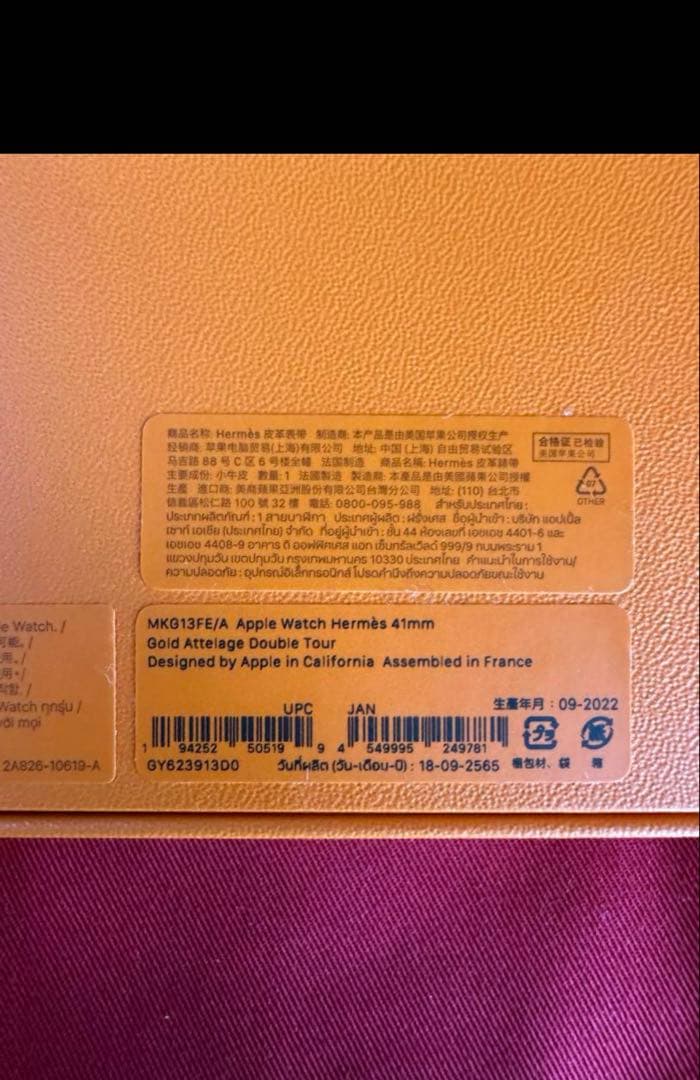 商品名称: Hermès 皮革表带 制造商: 本产品是由美国苹果公司授权生产
经销商: 苹果电脑贸易(上海)有限公司 地址: 中国 (上海) 自由贸易试验区
马吉路 88 号 C 区 6 号楼全幢 法国制造 商品名稱: Hermès 皮革錶帶
主要成份: 小牛皮 數量: 1 法國製造 製造商: 本產品是由美國蘋果公司授權
生產 進口商: 美商蘋果亞洲股份有限公司台灣分公司 地址: (110) 台北市
信義區松仁路 100 號 32 樓 電話: 0800-095-988 สำหรับประเทศไทย :
ประเภทผลิตภัณฑ์ : 1 สายนาฬิกา ประเทศผู้ผลิต : ฝรั่งเศส ชื่อผู้นำเข้า : บริษัท แอปเปิ้ล
เซาท์ เอเชีย (ประเทศไทย) จำกัด ที่อยู่ผู้นำเข้า : ชั้น 44 ห้องเลขที่ เอชเอช 4401-6 และ
เอชเอช 4408-9 อาคาร ดิ ออฟฟิศเศส แอท เซ็นทรัลเวิลด์ 999/9 ถนนพระราม 1
แขวงปทุมวัน เขตปทุมวัน กรุงเทพมหานคร 10330 ประเทศไทย คำแนะนำในการใช้งาน/
ความปลอดภัย : อุปกรณ์อิเล็กทรอนิกส์ โปรดคำนึงถึงความปลอดภัยขณะใช้งาน
合格证 已检验
美国苹果公司
07
OTHER
e Watch. /
可能。/
用。/
用。/
착함. /
Watch ทุกรุ่น /
với mọi
2A826-10619-A
MKG13FE/A Apple Watch Hermès 41mm
Gold Attelage Double Tour
Designed by Apple in California Assembled in France
UPC JAN 生產年月 : 09-2022
1 94252 50519 9 4 549995 249781
GY623913D0 วันที่ผลิต (วัน-เดือน-ปี) : 18-09-2565 梱包材、袋 箱